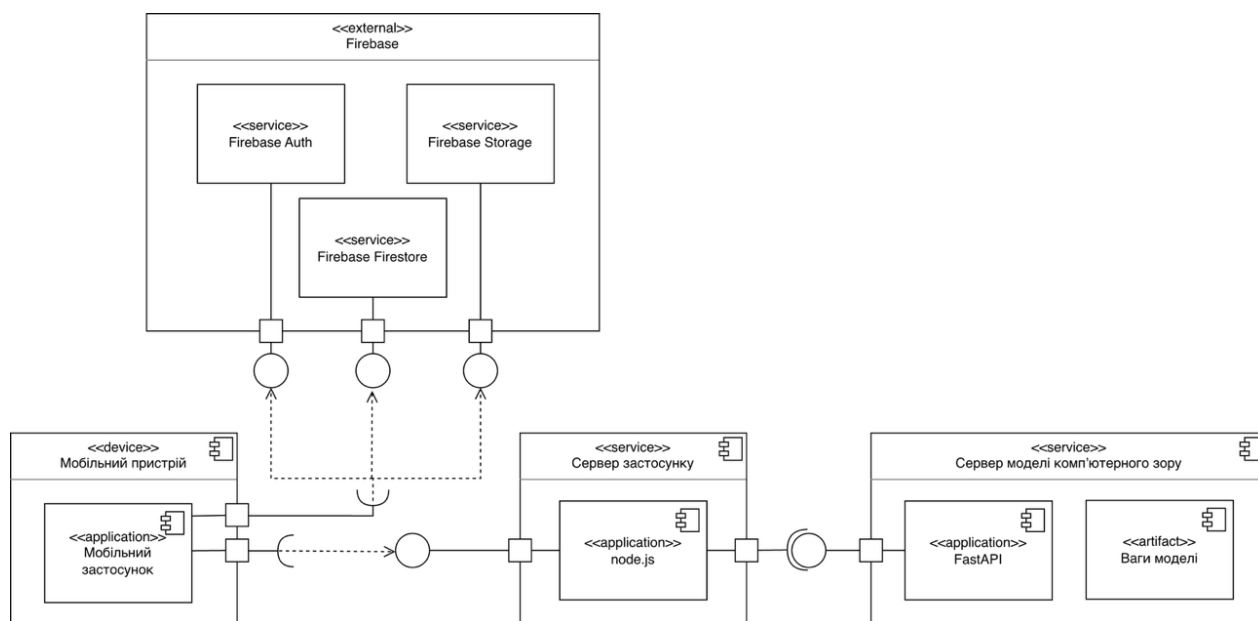 <<external>>
Firebase
<<service>>
Firebase Auth
<<service>>
Firebase Storage
<<service>>
Firebase Firestore
<<device>>
Мобільний пристрій
<<application>>
Мобільний
застосунок
<<service>>
Сервер застосунку
<<application>>
node.js
<<service>>
Сервер моделі комп'ютерного зору
<<application>>
FastAPI
<<artifact>>
Ваги моделі